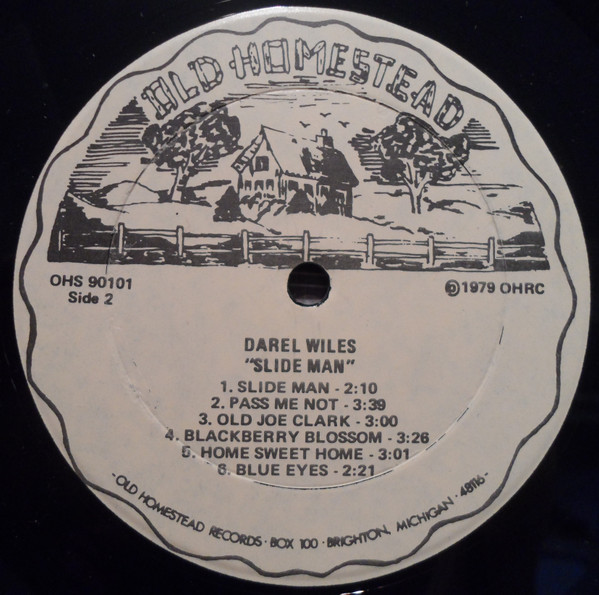 OLD HOMESTEAD
OHS 90101
Side 2
Ⓟ1979 OHRC
DAREL WILES
"SLIDE MAN"
1. SLIDE MAN - 2:10
2. PASS ME NOT - 3:39
3. OLD JOE CLARK - 3:00
4. BLACKBERRY BLOSSOM - 3:26
5. HOME SWEET HOME - 3:01
6. BLUE EYES - 2:21
- OLD HOMESTEAD RECORDS · BOX 100 · BRIGHTON, MICHIGAN · 48116 -